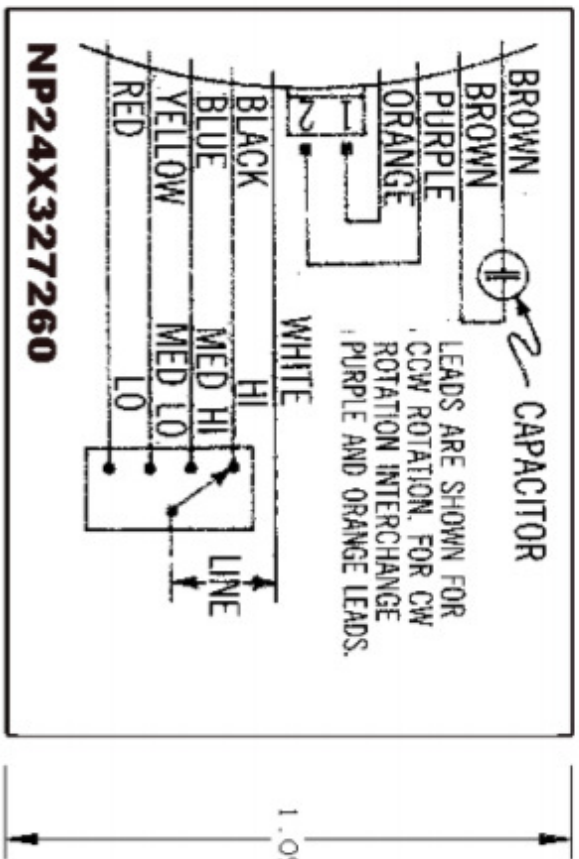 BROWN
CAPACITOR
BROWN
PURPLE
ORANGE
LEADS ARE SHOWN FOR
CCW ROTATION. FOR CW
ROTATION INTERCHANGE
PURPLE AND ORANGE LEADS.
1
2
WHITE
BLACK HI
BLUE MED HI
YELLOW MED LO
RED LO
LINE
NP24X327260